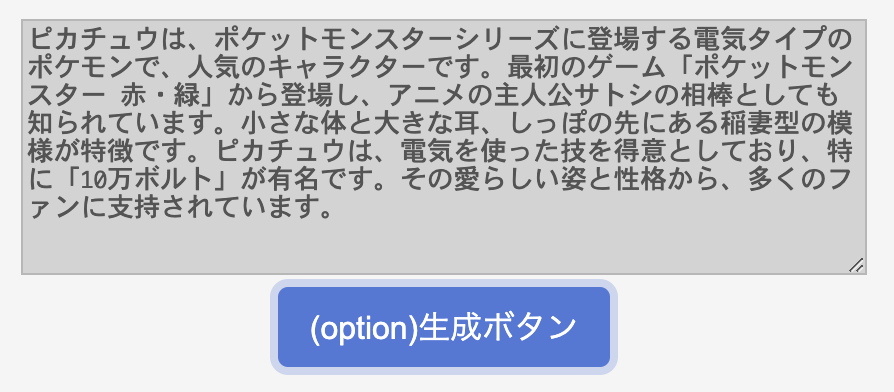 ピカチュウは、ポケットモンスターシリーズに登場する電気タイプの
ポケモンで、人気のキャラクターです。最初のゲーム「ポケットモン
スター 赤・緑」から登場し、アニメの主人公サトシの相棒としても
知られています。小さな体と大きな耳、しっぽの先にある稲妻型の模
様が特徴です。ピカチュウは、電気を使った技を得意としており、特
に「10万ボルト」が有名です。その愛らしい姿と性格から、多くのフ
ァンに支持されています。
(option)生成ボタン